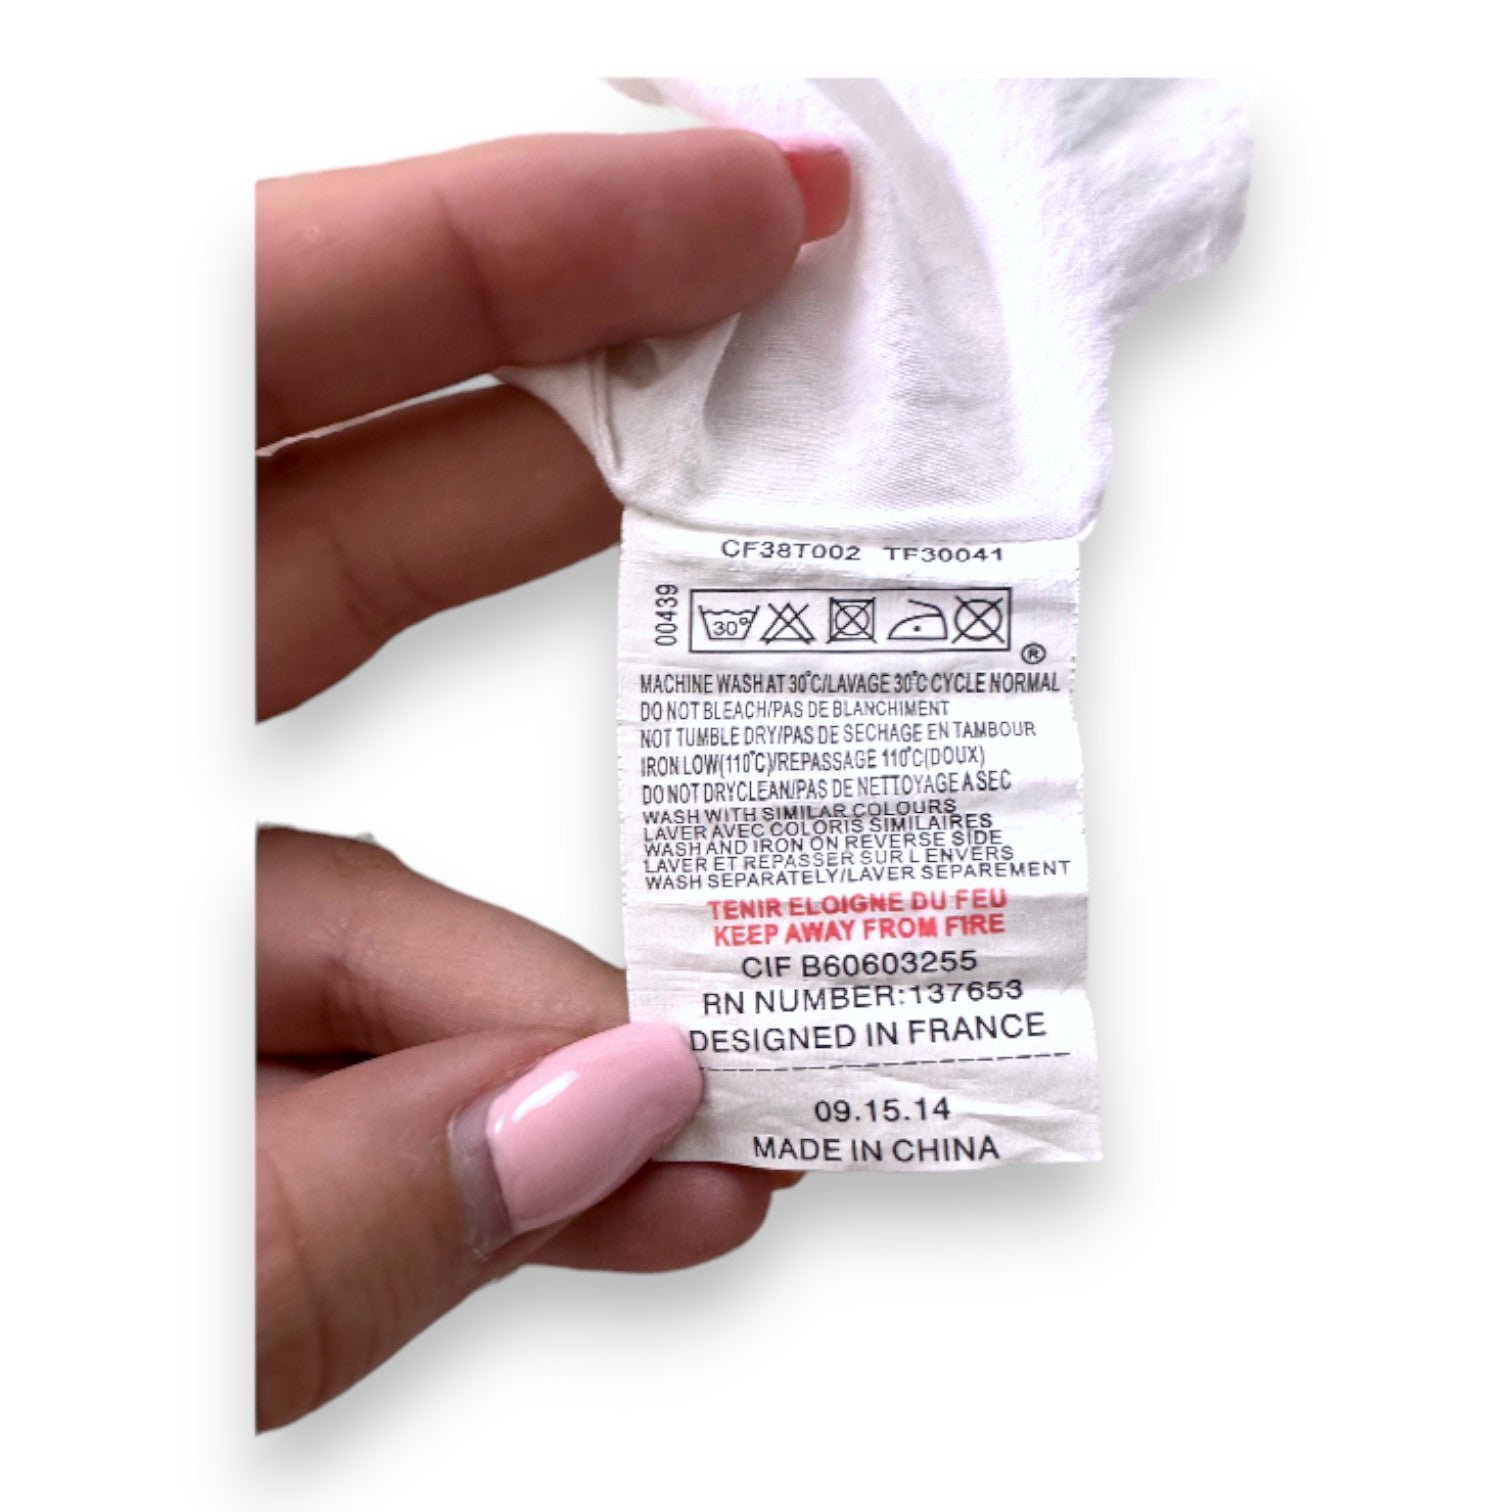 CF38T002 TF30041
00439
30°
®
MACHINE WASH AT 30°C/LAVAGE 30°C CYCLE NORMAL
DO NOT BLEACH/PAS DE BLANCHIMENT
NOT TUMBLE DRY/PAS DE SECHAGE EN TAMBOUR
IRON LOW(110°C)/REPASSAGE 110°C(DOUX)
DO NOT DRYCLEAN/PAS DE NETTOYAGE A SEC
WASH WITH SIMILAR COLOURS
LAVER AVEC COLORIS SIMILAIRES
WASH AND IRON ON REVERSE SIDE
LAVER ET REPASSER SUR L ENVERS
WASH SEPARATELY/LAVER SEPAREMENT
TENIR ELOIGNE DU FEU
KEEP AWAY FROM FIRE
CIF B60603255
RN NUMBER:137653
DESIGNED IN FRANCE
09.15.14
MADE IN CHINA